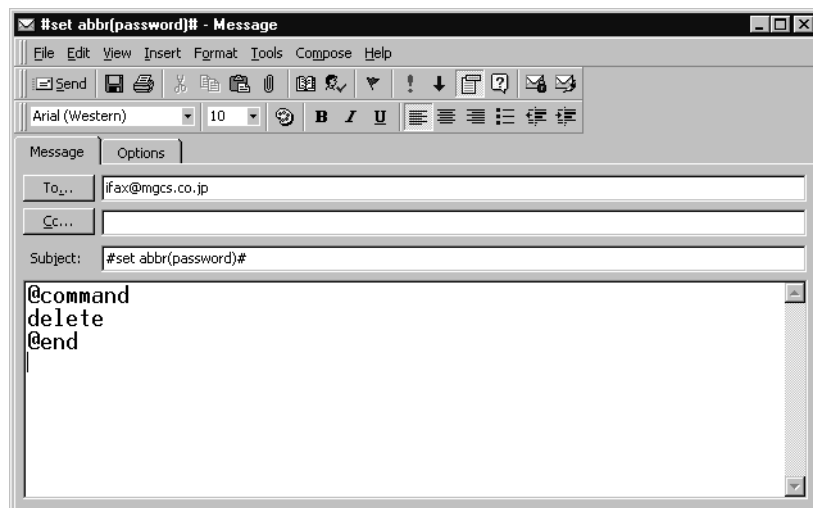 #set abbr(password)# - Message
File Edit View Insert Format Tools Compose Help
Send
Arial (Western) 10 B I U
Message Options
To... ifax@mgcs.co.jp
Cc...
Subject: #set abbr(password)#
@command
delete
@end